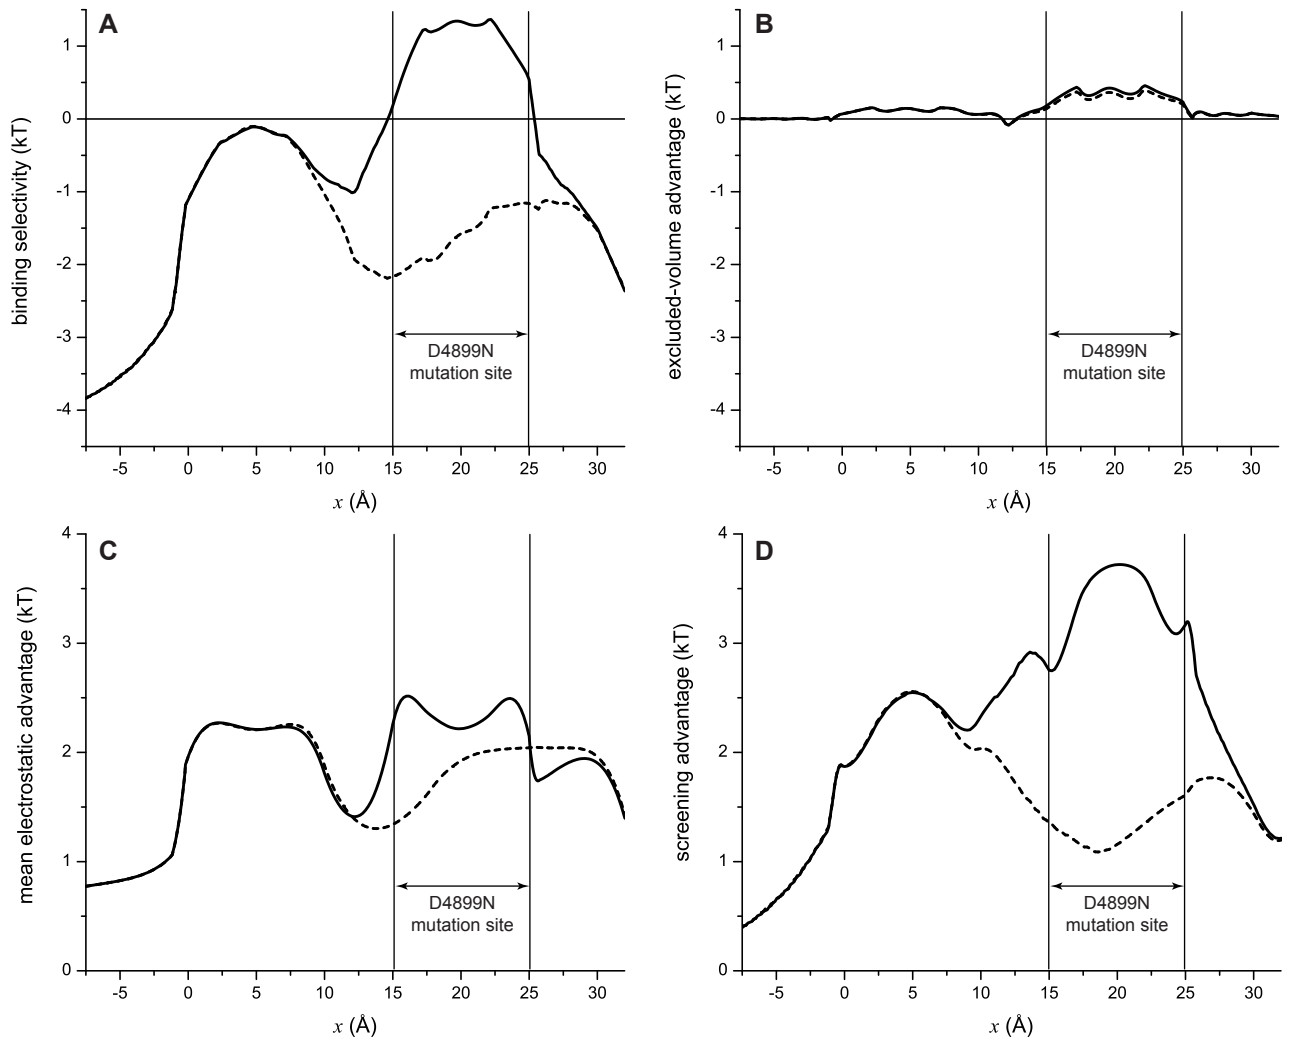 A
binding selectivity (kT)
1
0
-1
-2
-3
-4
D4899N
mutation site
-5 0 5 10 15 20 25 30
x (Å)
B
excluded-volume advantage (kT)
1
0
-1
-2
-3
-4
D4899N
mutation site
-5 0 5 10 15 20 25 30
x (Å)
C
mean electrostatic advantage (kT)
4
3
2
1
0
D4899N
mutation site
-5 0 5 10 15 20 25 30
x (Å)
D
screening advantage (kT)
4
3
2
1
0
D4899N
mutation site
-5 0 5 10 15 20 25 30
x (Å)